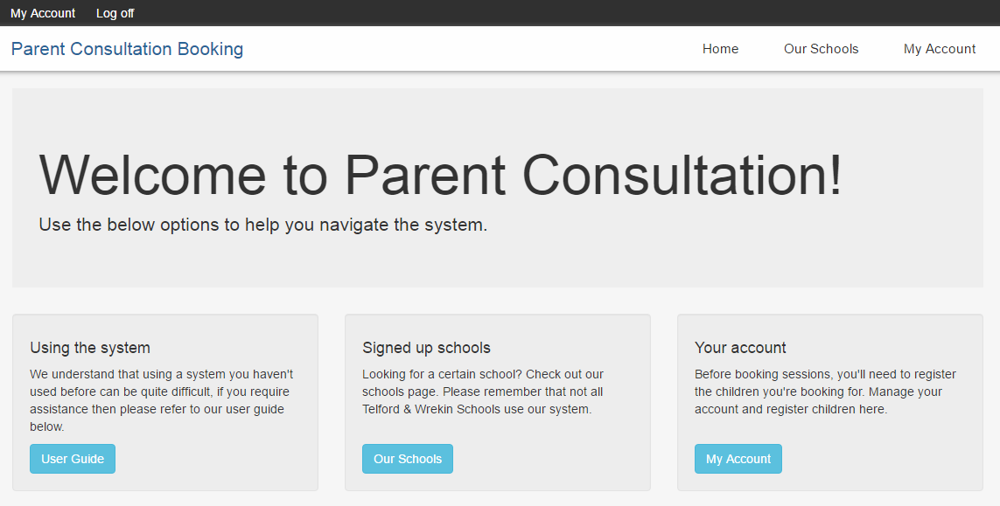 My Account Log off
Parent Consultation Booking Home Our Schools My Account
Welcome to Parent Consultation!
Use the below options to help you navigate the system.
Using the system
We understand that using a system you haven't
used before can be quite difficult, if you require
assistance then please refer to our user guide
below.
User Guide
Signed up schools
Looking for a certain school? Check out our
schools page. Please remember that not all
Telford & Wrekin Schools use our system.
Our Schools
Your account
Before booking sessions, you'll need to register
the children you're booking for. Manage your
account and register children here.
My Account